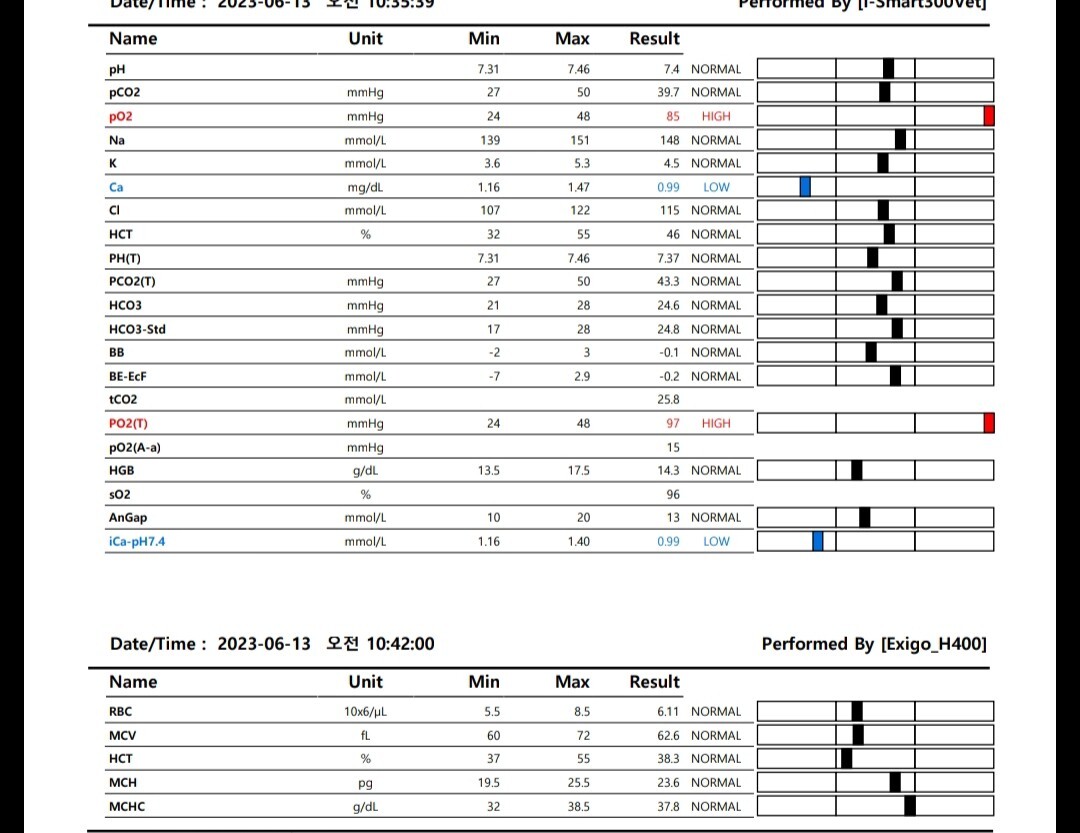 Date/Time : 2023-06-13 오전 10:35:39 Performed By [i-Smart300Vet]
Name Unit Min Max Result
pH 7.31 7.46 7.4 NORMAL
pCO2 mmHg 27 50 39.7 NORMAL
pO2 mmHg 24 48 85 HIGH
Na mmol/L 139 151 148 NORMAL
K mmol/L 3.6 5.3 4.5 NORMAL
Ca mg/dL 1.16 1.47 0.99 LOW
Cl mmol/L 107 122 115 NORMAL
HCT % 32 55 46 NORMAL
PH(T) 7.31 7.46 7.37 NORMAL
PCO2(T) mmHg 27 50 43.3 NORMAL
HCO3 mmHg 21 28 24.6 NORMAL
HCO3-Std mmHg 17 28 24.8 NORMAL
BB mmol/L -2 3 -0.1 NORMAL
BE-EcF mmol/L -7 2.9 -0.2 NORMAL
tCO2 mmol/L 25.8
PO2(T) mmHg 24 48 97 HIGH
pO2(A-a) mmHg 15
HGB g/dL 13.5 17.5 14.3 NORMAL
sO2 % 96
AnGap mmol/L 10 20 13 NORMAL
iCa-pH7.4 mmol/L 1.16 1.40 0.99 LOW
Date/Time : 2023-06-13 오전 10:42:00 Performed By [Exigo_H400]
Name Unit Min Max Result
RBC 10x6/µL 5.5 8.5 6.11 NORMAL
MCV fL 60 72 62.6 NORMAL
HCT % 37 55 38.3 NORMAL
MCH pg 19.5 25.5 23.6 NORMAL
MCHC g/dL 32 38.5 37.8 NORMAL